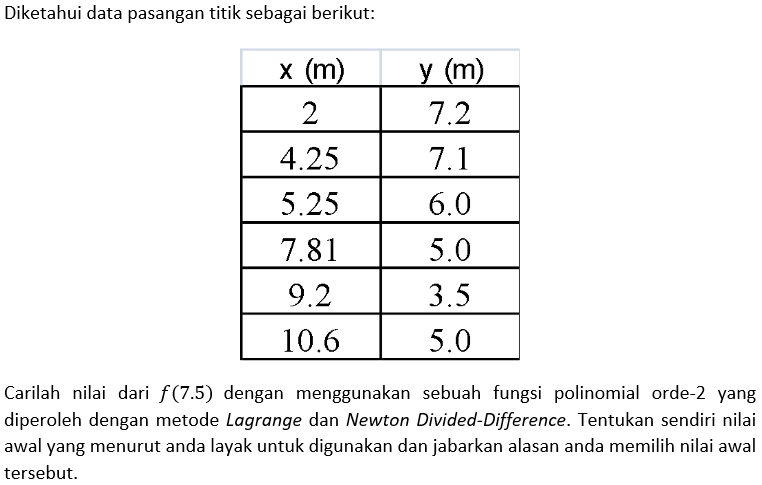 Diketahui data pasangan titik sebagai berikut:
x (m) y (m)
2 7.2
4.25 7.1
5.25 6.0
7.81 5.0
9.2 3.5
10.6 5.0
Carilah nilai dari f(7.5) dengan menggunakan sebuah fungsi polinomial orde-2 yang
diperoleh dengan metode Lagrange dan Newton Divided-Difference. Tentukan sendiri nilai
awal yang menurut anda layak untuk digunakan dan jabarkan alasan anda memilih nilai awal
tersebut.